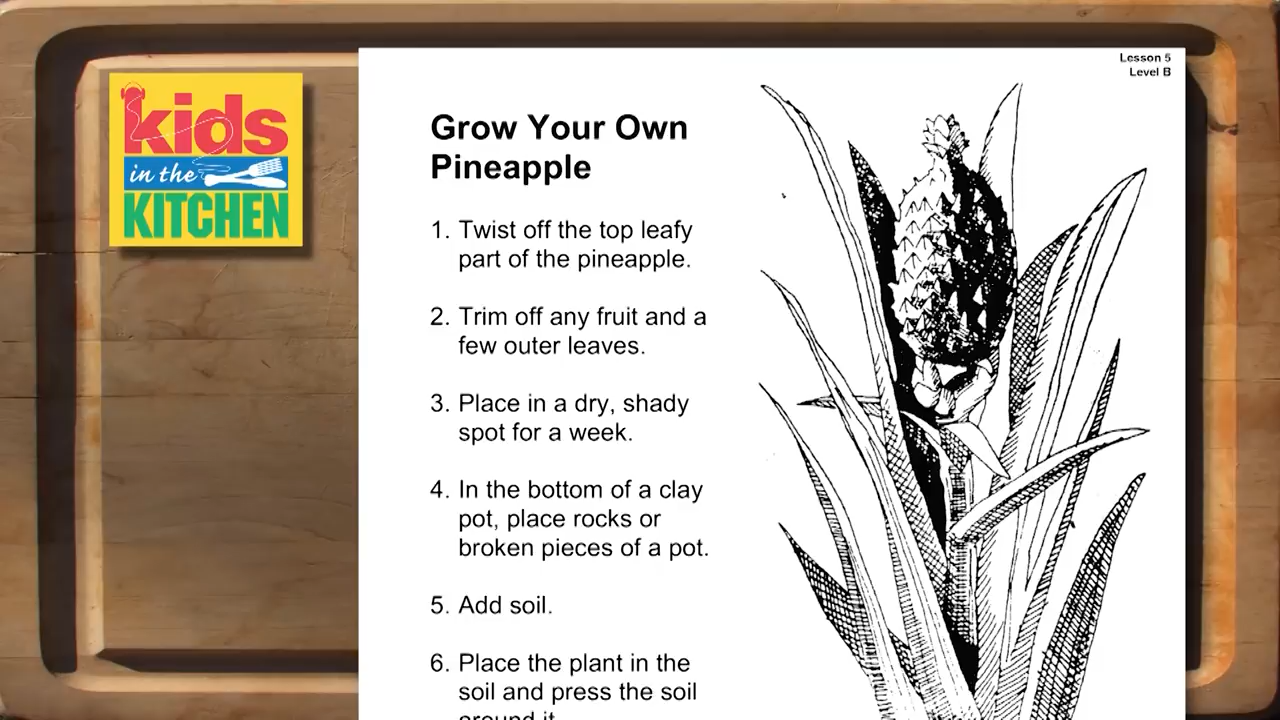 Lesson 5
Level B
kids
in the
KITCHEN
Grow Your Own
Pineapple
1. Twist off the top leafy
part of the pineapple.
2. Trim off any fruit and a
few outer leaves.
3. Place in a dry, shady
spot for a week.
4. In the bottom of a clay
pot, place rocks or
broken pieces of a pot.
5. Add soil.
6. Place the plant in the
soil and press the soil
around it